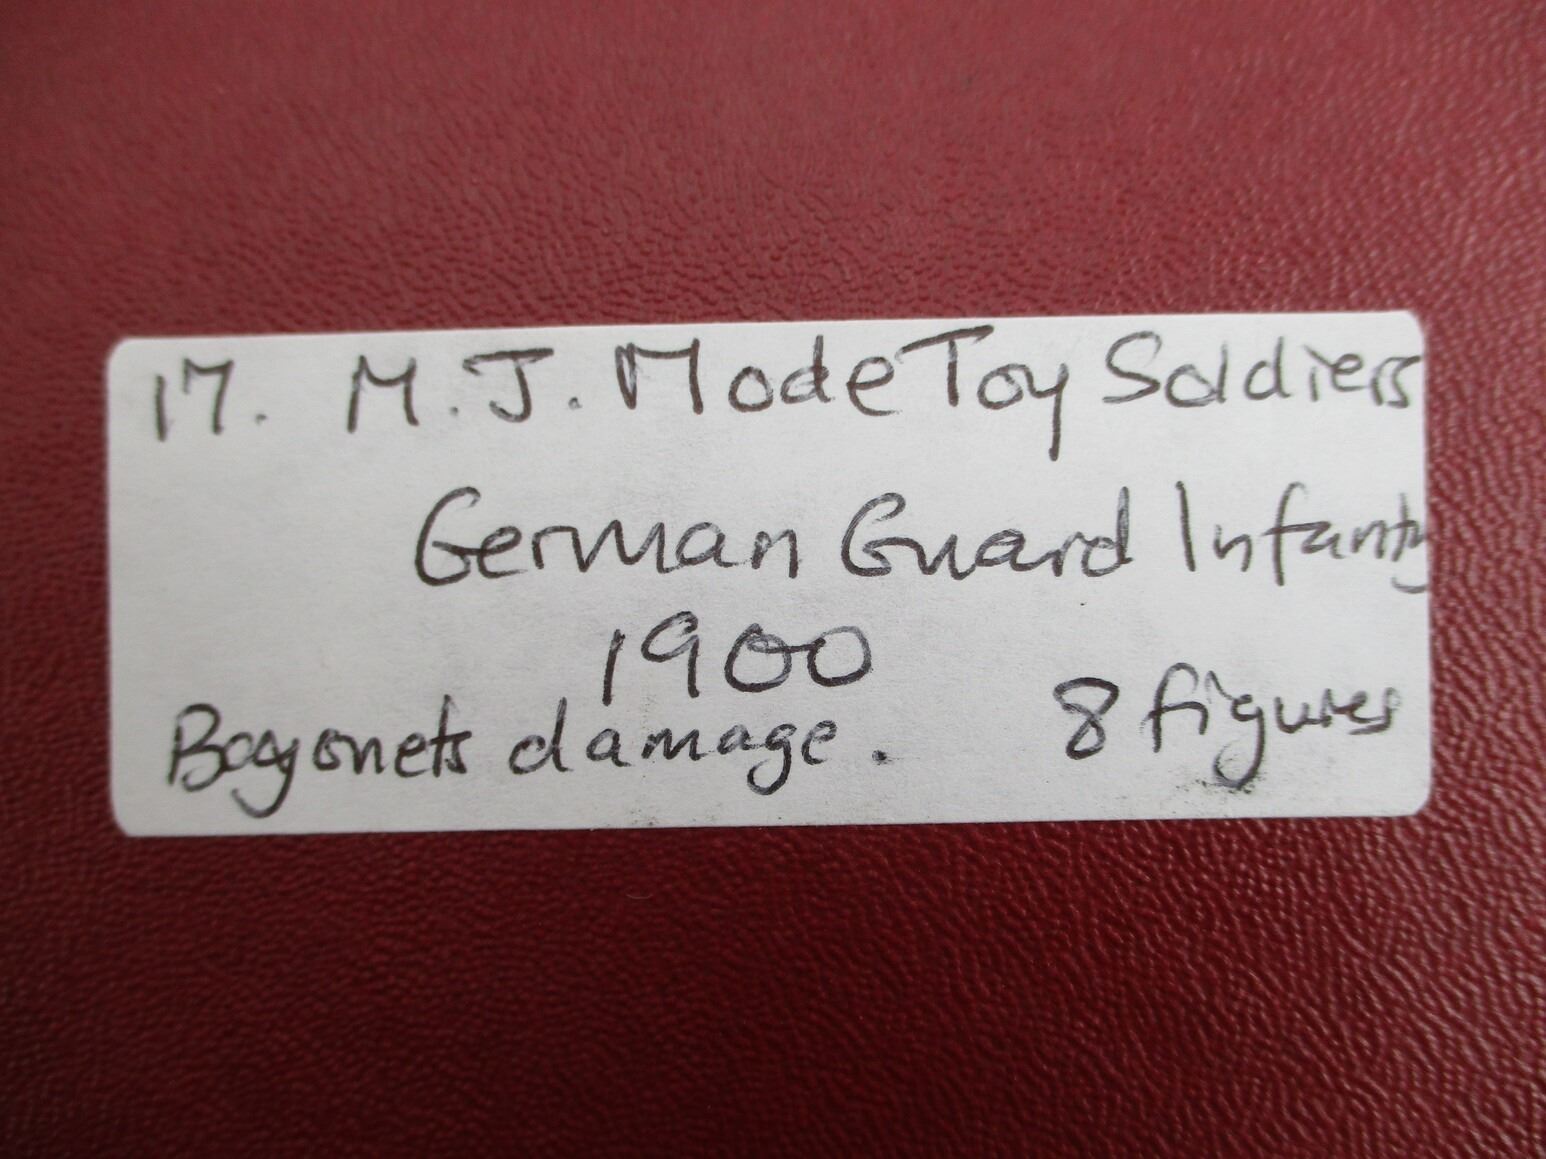 17. M.J. Mode Toy Soldiers
German Guard Infantry
1900
Bayonets damage. 8 figures